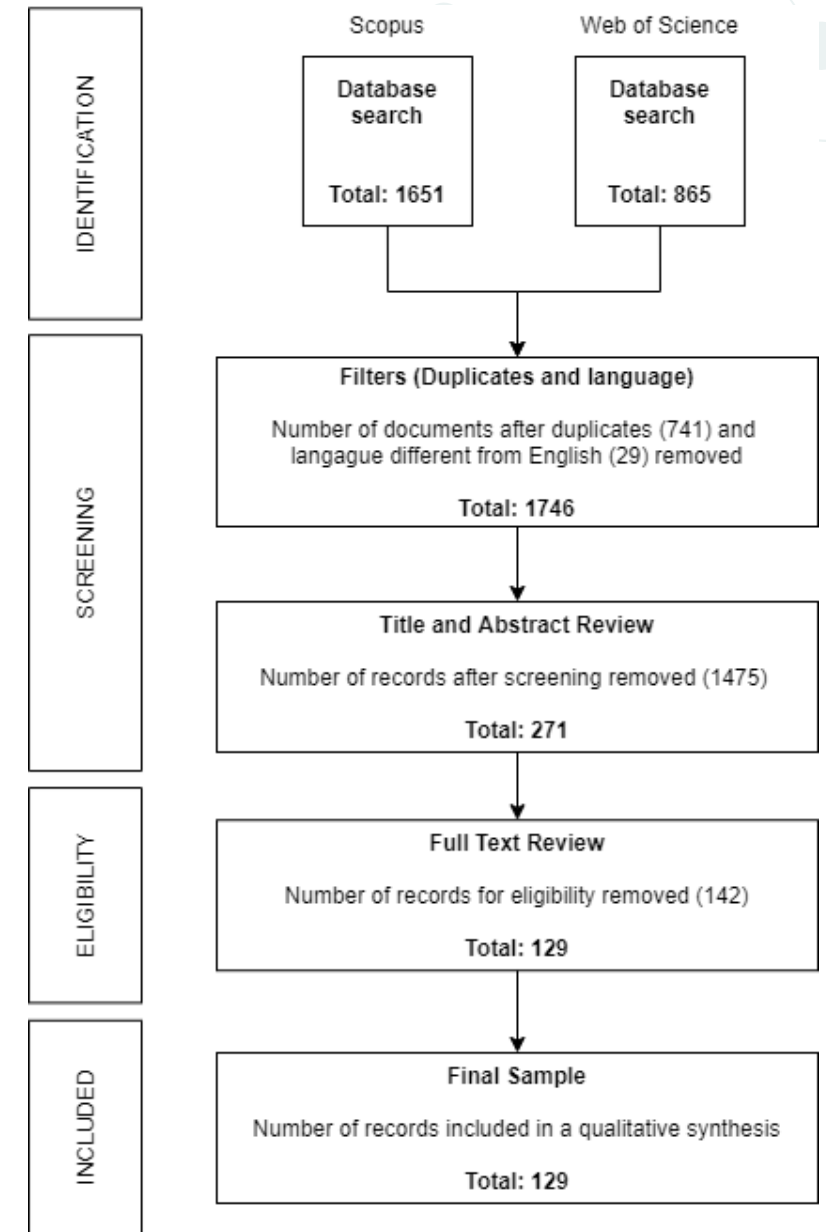 IDENTIFICATION
Scopus
Web of Science
Database
search
Total: 1651
Database
search
Total: 865
SCREENING
Filters (Duplicates and language)
Number of documents after duplicates (741) and
langague different from English (29) removed
Total: 1746
Title and Abstract Review
Number of records after screening removed (1475)
Total: 271
ELIGIBILITY
Full Text Review
Number of records for eligibility removed (142)
Total: 129
INCLUDED
Final Sample
Number of records included in a qualitative synthesis
Total: 129